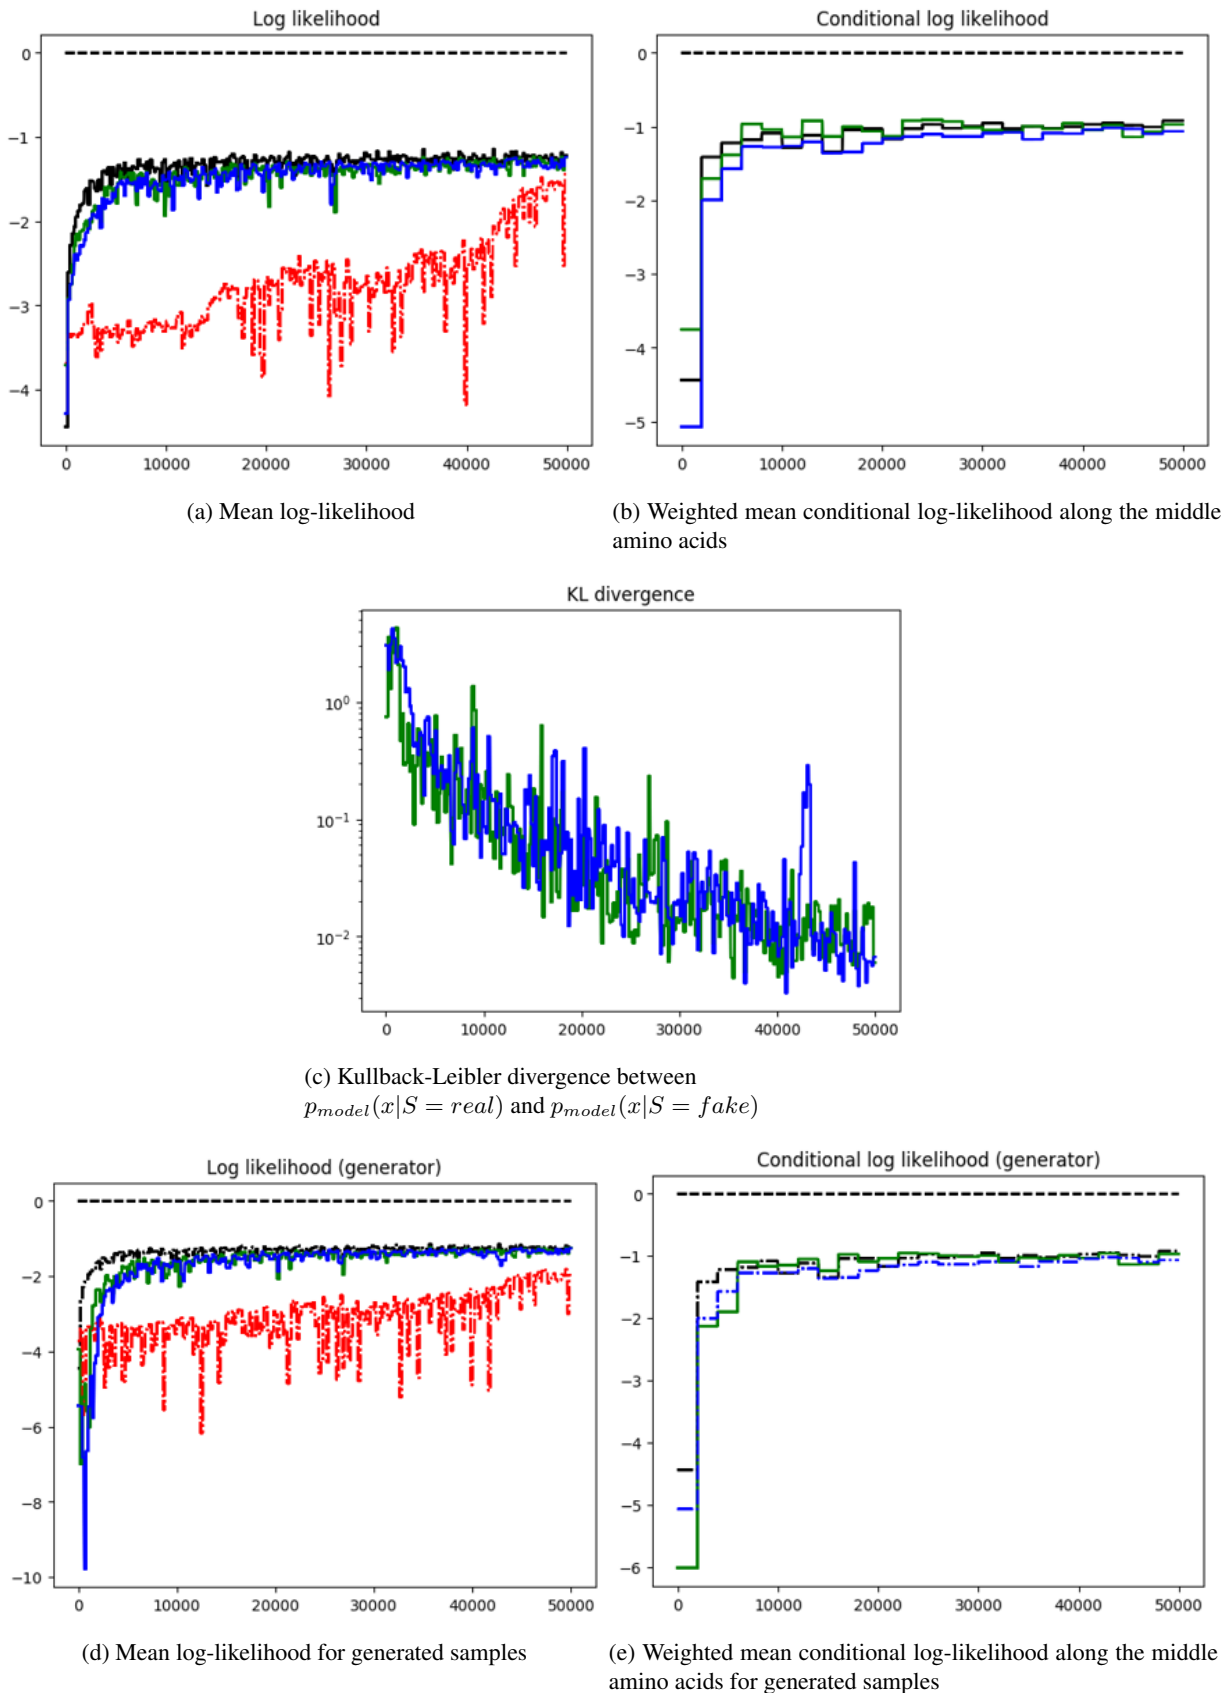 Log likelihood
Conditional log likelihood
0
−1
−2
−3
−4
0 10000 20000 30000 40000 50000
0
−1
−2
−3
−4
−5
0 10000 20000 30000 40000 50000
(a) Mean log-likelihood
(b) Weighted mean conditional log-likelihood along the middle
amino acids
KL divergence
10⁰
10⁻¹
10⁻²
0 10000 20000 30000 40000 50000
(c) Kullback-Leibler divergence between
p_{model}(x|S = real) and p_{model}(x|S = fake)
Log likelihood (generator)
Conditional log likelihood (generator)
0
−2
−4
−6
−8
−10
0 10000 20000 30000 40000 50000
0
−1
−2
−3
−4
−5
−6
0 10000 20000 30000 40000 50000
(d) Mean log-likelihood for generated samples
(e) Weighted mean conditional log-likelihood along the middle
amino acids for generated samples